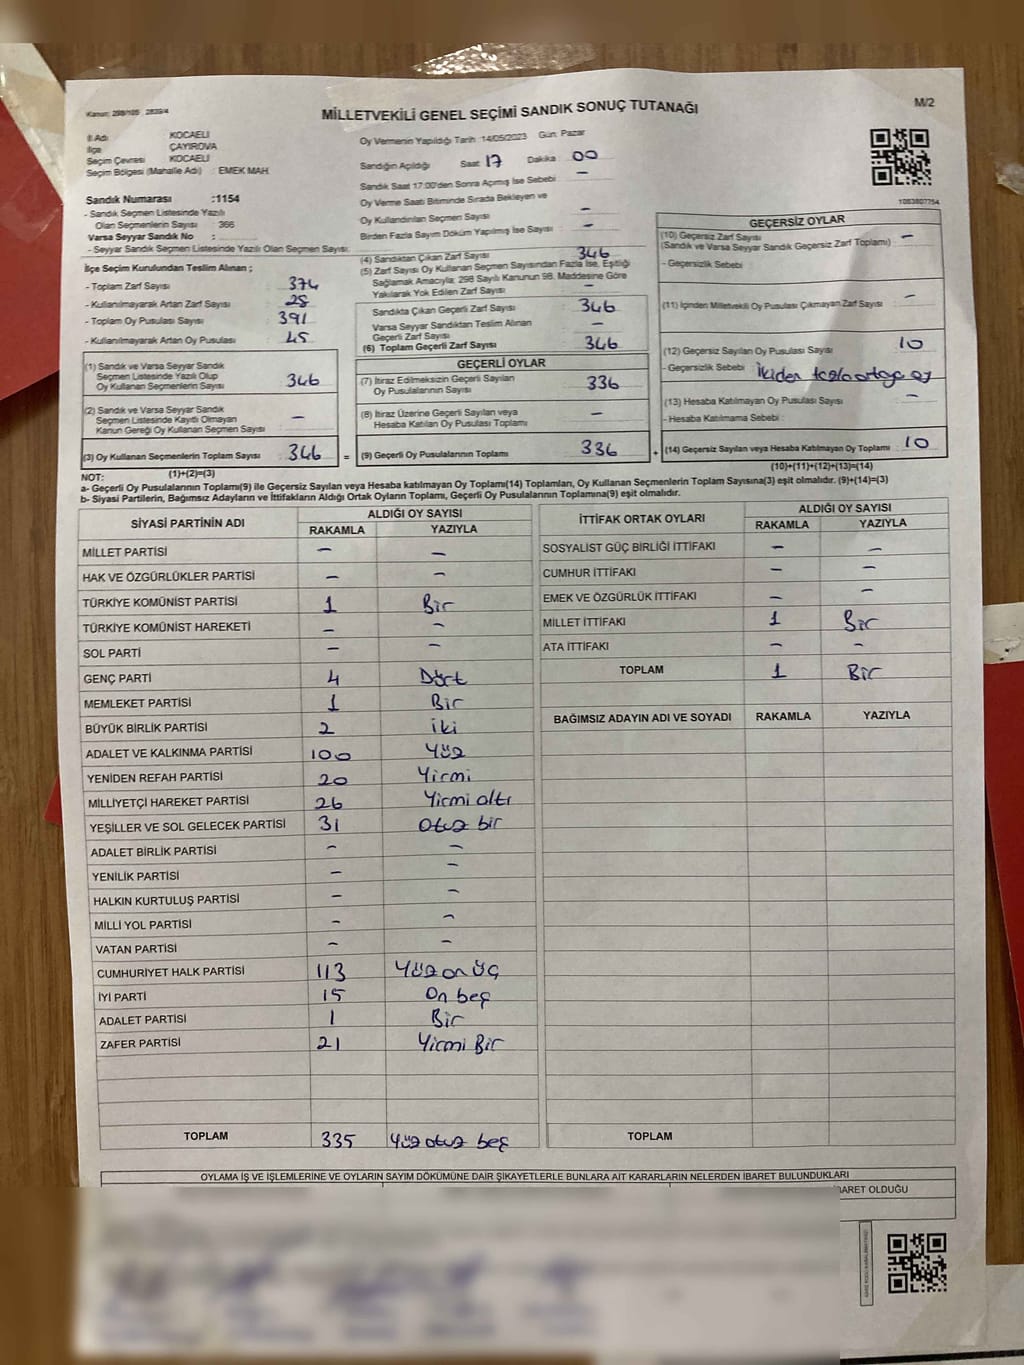 Kanun: 298/105 , 2839/4
MİLLETVEKİLİ GENEL SEÇİMİ SANDIK SONUÇ TUTANAĞI
M/2
İl Adı KOCAELİ
İlçe ÇAYIROVA
Seçim Çevresi KOCAELİ
Seçim Bölgesi (Mahalle Adı) : EMEK MAH.
Sandık Numarası :1154
- Sandık Seçmen Listesinde Yazılı
Olan Seçmenlerin Sayısı : 366
Varsa Seyyar Sandık No :
- Seyyar Sandık Seçmen Listesinde Yazılı Olan Seçmen Sayısı:
Oy Vermenin Yapıldığı Tarih :14/05/2023 Gün: Pazar
Sandığın Açıldığı Saat 17 Dakika 00
Sandık Saat 17:00'den Sonra Açılmış İse Sebebi : -
Oy Verme Saati Bitiminde Sırada Bekleyen ve
Oy Kullandırılan Seçmen Sayısı -
Birden Fazla Sayım Döküm Yapılmış İse Sayısı : -
1083807754
İlçe Seçim Kurulundan Teslim Alınan ;
- Toplam Zarf Sayısı : 374
- Kullanılmayarak Artan Zarf Sayısı : 28
- Toplam Oy Pusulası Sayısı : 391
- Kullanılmayarak Artan Oy Pusulası : 45
(4) Sandıktan Çıkan Zarf Sayısı : 346
(5) Zarf Sayısı Oy Kullanan Seçmen Sayısından Fazla İse, Eşitliği
Sağlamak Amacıyla; 298 Sayılı Kanunun 98. Maddesine Göre
Yakılarak Yok Edilen Zarf Sayısı : -
Sandıkta Çıkan Geçerli Zarf Sayısı : 346
Varsa Seyyar Sandıktan Teslim Alınan
Geçerli Zarf Sayısı : -
(6) Toplam Geçerli Zarf Sayısı : 346
GEÇERSİZ OYLAR
(10) Geçersiz Zarf Sayısı : -
(Sandık ve Varsa Seyyar Sandık Geçersiz Zarf Toplamı)
- Geçersizlik Sebebi :
(11) İçinden Milletvekili Oy Pusulası Çıkmayan Zarf Sayısı : -
(12) Geçersiz Sayılan Oy Pusulası Sayısı : 10
- Geçersizlik Sebebi : İkiden fazla ortak oy
(13) Hesaba Katılmayan Oy Pusulası Sayısı : -
- Hesaba Katılmama Sebebi :
(14) Geçersiz Sayılan veya Hesaba Katılmayan Oy Toplamı : 10
(10)+(11)+(12)+(13)=(14)
(1) Sandık ve Varsa Seyyar Sandık
Seçmen Listesinde Yazılı Olup
Oy Kullanan Seçmenlerin Sayısı : 346
(2) Sandık ve Varsa Seyyar Sandık
Seçmen Listesinde Kayıtlı Olmayan
Kanun Gereği Oy Kullanan Seçmen Sayısı : -
(3) Oy Kullanan Seçmenlerin Toplam Sayısı : 346 =
(1)+(2)=(3)
GEÇERLİ OYLAR
(7) İtiraz Edilmeksizin Geçerli Sayılan
Oy Pusulalarının Sayısı : 336
(8) İtiraz Üzerine Geçerli Sayılan veya
Hesaba Katılan Oy Pusulası Toplamı : -
(9) Geçerli Oy Pusulalarının Toplamı : 336 +
NOT:
a- Geçerli Oy Pusulalarının Toplamı(9) ile Geçersiz Sayılan veya Hesaba katılmayan Oy Toplamı(14) Toplamları, Oy Kullanan Seçmenlerin Toplam Sayısına(3) eşit olmalıdır. (9)+(14)=(3)
b- Siyasi Partilerin, Bağımsız Adayların ve İttifakların Aldığı Ortak Oyların Toplamı, Geçerli Oy Pusulalarının Toplamına(9) eşit olmalıdır.
SİYASİ PARTİNİN ADI ALDIĞI OY SAYISI
RAKAMLA YAZIYLA
MİLLET PARTİSİ - -
HAK VE ÖZGÜRLÜKLER PARTİSİ - -
TÜRKİYE KOMÜNİST PARTİSİ 1 Bir
TÜRKİYE KOMÜNİST HAREKETİ - -
SOL PARTİ - -
GENÇ PARTİ 4 Dört
MEMLEKET PARTİSİ 1 Bir
BÜYÜK BİRLİK PARTİSİ 2 iki
ADALET VE KALKINMA PARTİSİ 100 Yüz
YENİDEN REFAH PARTİSİ 20 Yirmi
MİLLİYETÇİ HAREKET PARTİSİ 26 Yirmi altı
YEŞİLLER VE SOL GELECEK PARTİSİ 31 Otuz bir
ADALET BİRLİK PARTİSİ - -
YENİLİK PARTİSİ - -
HALKIN KURTULUŞ PARTİSİ - -
MİLLİ YOL PARTİSİ - -
VATAN PARTİSİ - -
CUMHURİYET HALK PARTİSİ 113 Yüz on üç
İYİ PARTİ 15 On beş
ADALET PARTİSİ 1 Bir
ZAFER PARTİSİ 21 Yirmi Bir
TOPLAM 335 Yüz otuz beş
İTTİFAK ORTAK OYLARI ALDIĞI OY SAYISI
RAKAMLA YAZIYLA
SOSYALİST GÜÇ BİRLİĞİ İTTİFAKI - -
CUMHUR İTTİFAKI - -
EMEK VE ÖZGÜRLÜK İTTİFAKI - -
MİLLET İTTİFAKI 1 Bir
ATA İTTİFAKI - -
TOPLAM 1 Bir
BAĞIMSIZ ADAYIN ADI VE SOYADI RAKAMLA YAZIYLA
TOPLAM
OYLAMA İŞ VE İŞLEMLERİNE VE OYLARIN SAYIM DÖKÜMÜNE DAİR ŞİKAYETLERLE BUNLARA AİT KARARLARIN NELERDEN İBARET BULUNDUKLARI
BARET OLDUĞU